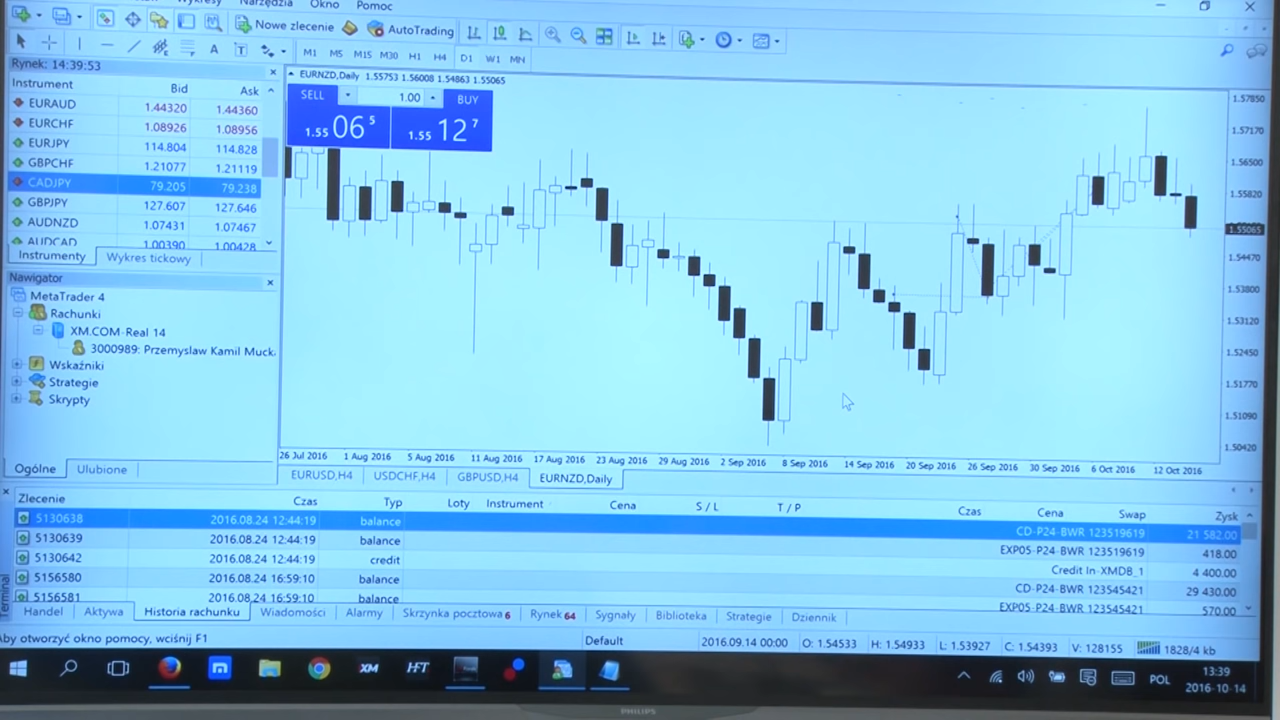 Wykresy Narzędzia Okno Pomoc
Nowe zlecenie AutoTrading
A T M1 M5 M15 M30 H1 H4 D1 W1 MN
Rynek: 14:39:53
Instrument Bid Ask
EURAUD 1.44320 1.44360
EURCHF 1.08926 1.08956
EURJPY 114.804 114.828
GBPCHF 1.21077 1.21119
CADJPY 79.205 79.238
GBPJPY 127.607 127.646
AUDNZD 1.07431 1.07467
AUDCAD 1.00390 1.00428
Instrumenty Wykres tickowy
Nawigator
MetaTrader 4
Rachunki
XM.COM-Real 14
3000989: Przemyslaw Kamil Muck
Wskaźniki
Strategie
Skrypty
Ogólne Ulubione
EURNZD,Daily 1.55753 1.56008 1.54863 1.55065
SELL 1.00 BUY
1.55 06 5 1.55 12 7
1.57850
1.57170
1.56500
1.55820
1.55065
1.54470
1.53800
1.53120
1.52450
1.51770
1.51090
1.50420
26 Jul 2016 1 Aug 2016 5 Aug 2016 11 Aug 2016 17 Aug 2016 23 Aug 2016 29 Aug 2016 2 Sep 2016 8 Sep 2016 14 Sep 2016 20 Sep 2016 26 Sep 2016 30 Sep 2016 6 Oct 2016 12 Oct 2016
EURUSD,H4 USDCHF,H4 GBPUSD,H4 EURNZD,Daily
Zlecenie Czas Typ Loty Instrument Cena S / L T / P Czas Cena Swap Zysk
5130638 2016.08.24 12:44:19 balance CD-P24-BWR 123519619 21 582.00
5130639 2016.08.24 12:44:19 balance EXP05-P24-BWR 123519619 418.00
5130642 2016.08.24 12:44:19 credit Credit In-XMDB_1 4 400.00
5156580 2016.08.24 16:59:10 balance CD-P24-BWR 123545421 29 430.00
5156581 2016.08.24 16:59:10 balance EXP05-P24-BWR 123545421 570.00
Terminal
Handel Aktywa Historia rachunku Wiadomości Alarmy Skrzynka pocztowa 6 Rynek 64 Sygnały Biblioteka Strategie Dziennik
Aby otworzyć okno pomocy, wciśnij F1 Default 2016.09.14 00:00 O: 1.54533 H: 1.54933 L: 1.53927 C: 1.54393 V: 128155 1828/4 kb
XM HFT POL 13:39
2016-10-14
PHILIPS